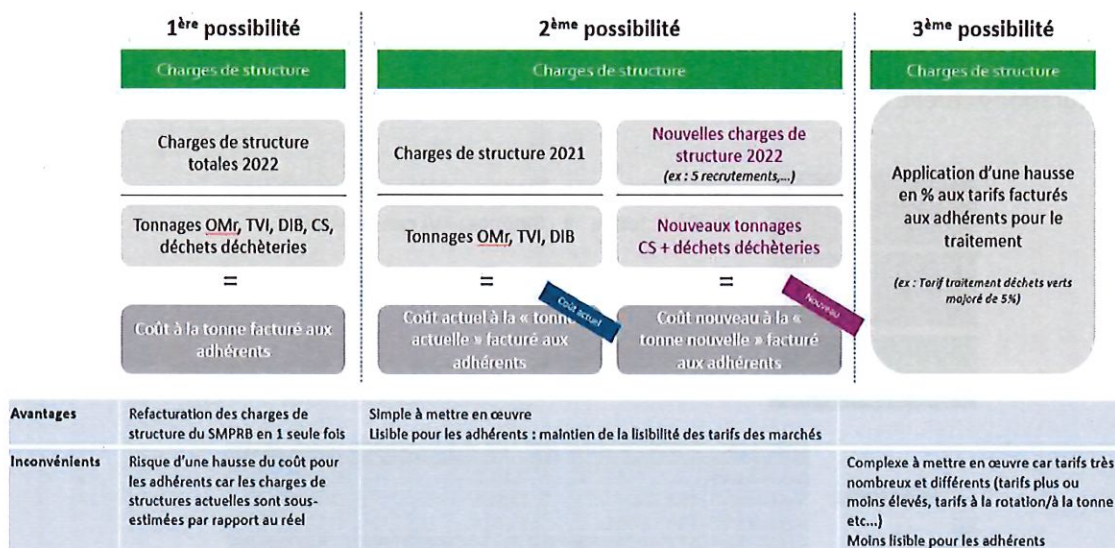 1ère possibilité
Charges de structure
Charges de structure
totales 2022
Tonnages OMr, TVI, DIB, CS,
déchets déchèteries
=
Coût à la tonne facturé aux
adhérents
2ème possibilité
Charges de structure
Charges de structure 2021
Tonnages OMr, TVI, DIB
=
Coût actuel à la « tonne
actuelle » facturé aux
adhérents
Coût actuel
Nouvelles charges de
structure 2022
(ex : 5 recrutements,...)
Nouveaux tonnages
CS + déchets déchèteries
=
Coût nouveau à la «
tonne nouvelle » facturé
aux adhérents
Nouveau
3ème possibilité
Charges de structure
Application d'une hausse
en % aux tarifs facturés
aux adhérents pour le
traitement
(ex : Tarif traitement déchets verts
majoré de 5%)
Avantages
Refacturation des charges de
structure du SMPRB en 1 seule fois
Simple à mettre en œuvre
Lisible pour les adhérents : maintien de la lisibilité des tarifs des marchés
Inconvénients
Risque d'une hausse du coût pour
les adhérents car les charges de
structures actuelles sont sous-
estimées par rapport au réel
Complexe à mettre en œuvre car tarifs très
nombreux et différents (tarifs plus ou
moins élevés, tarifs à la rotation/à la tonne
etc...)
Moins lisible pour les adhérents